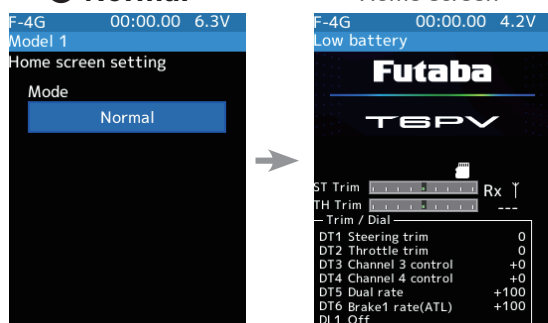 Normal
F-4G 00:00.00 6.3V
Model 1
Home screen setting
Mode
Normal
Home screen
F-4G 00:00.00 4.2V
Low battery
Futaba
T6PV
ST Trim Rx
TH Trim ---
Trim / Dial
DT1 Steering trim 0
DT2 Throttle trim 0
DT3 Channel 3 control +0
DT4 Channel 4 control +0
DT5 Dual rate +100
DT6 Brake1 rate(ATL) +100
DL1 Off